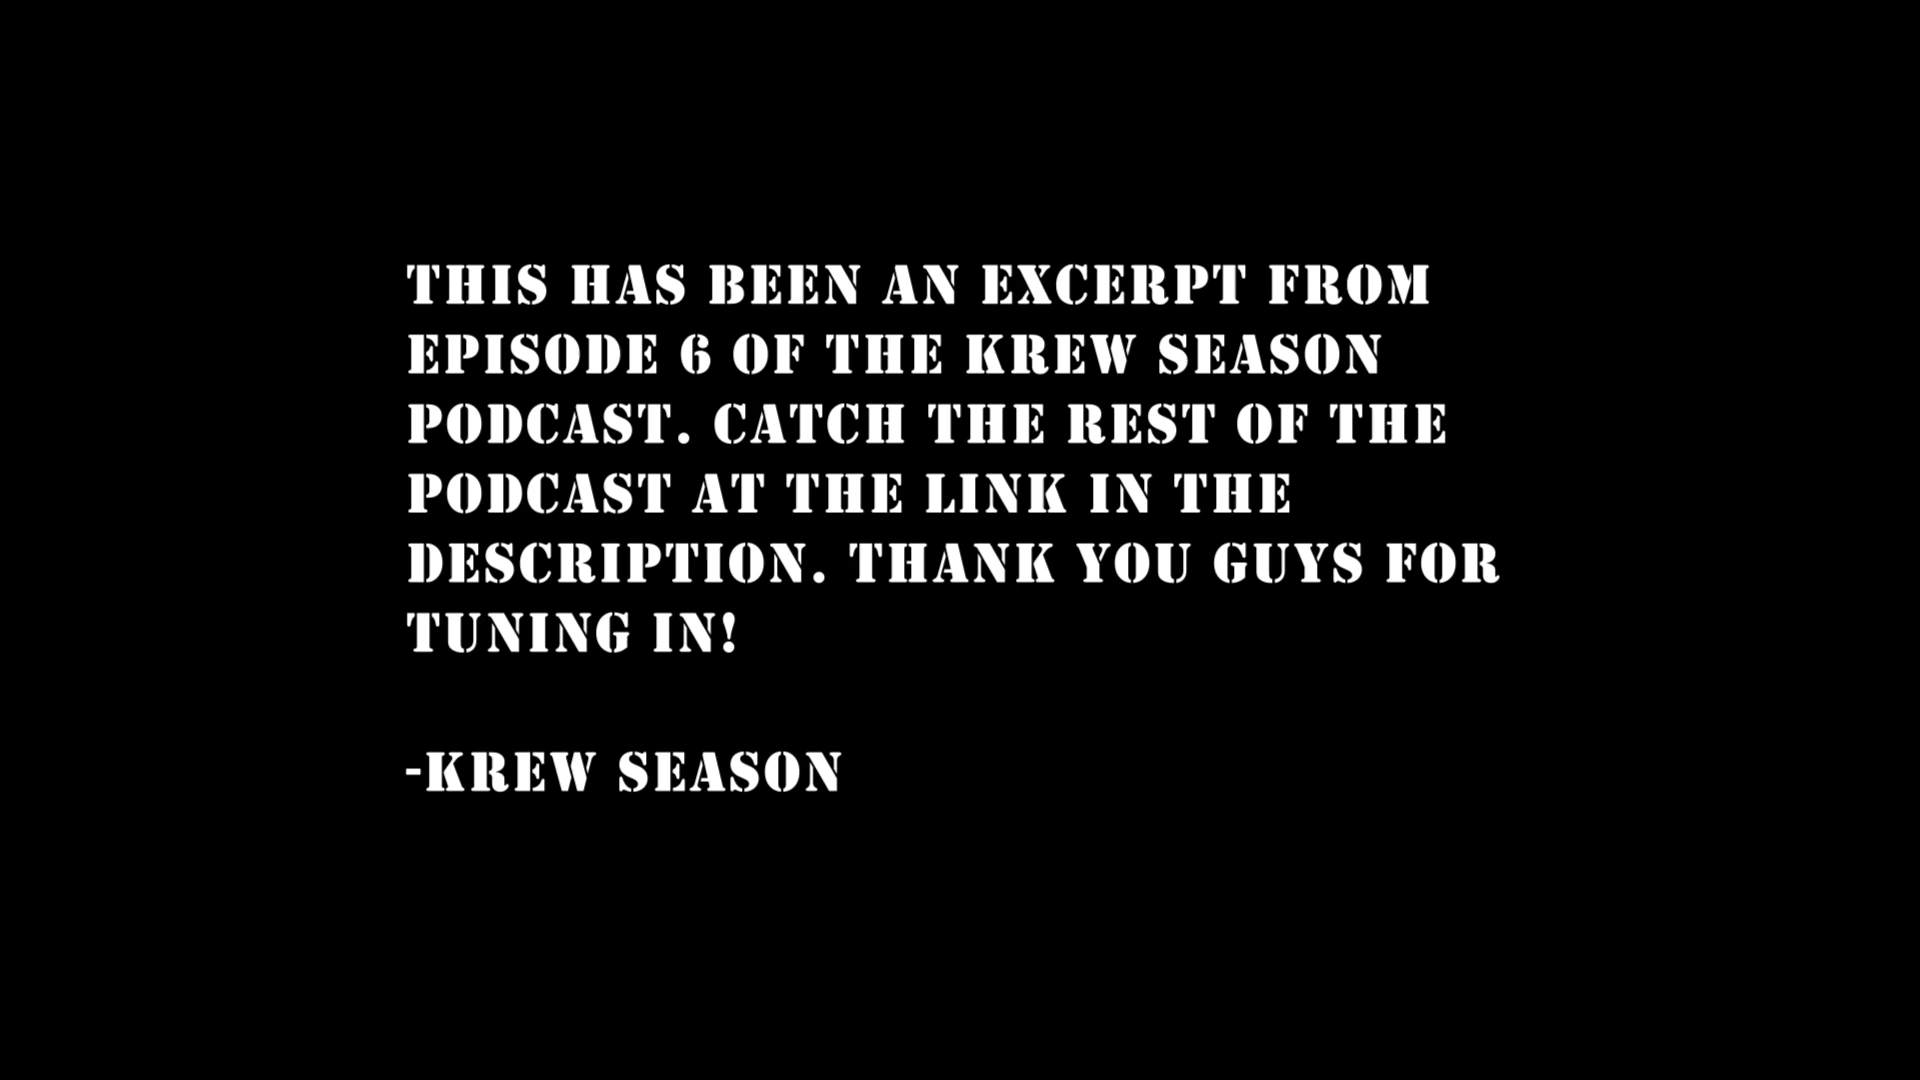 THIS HAS BEEN AN EXCERPT FROM
EPISODE 6 OF THE KREW SEASON
PODCAST. CATCH THE REST OF THE
PODCAST AT THE LINK IN THE
DESCRIPTION. THANK YOU GUYS FOR
TUNING IN!
-KREW SEASON